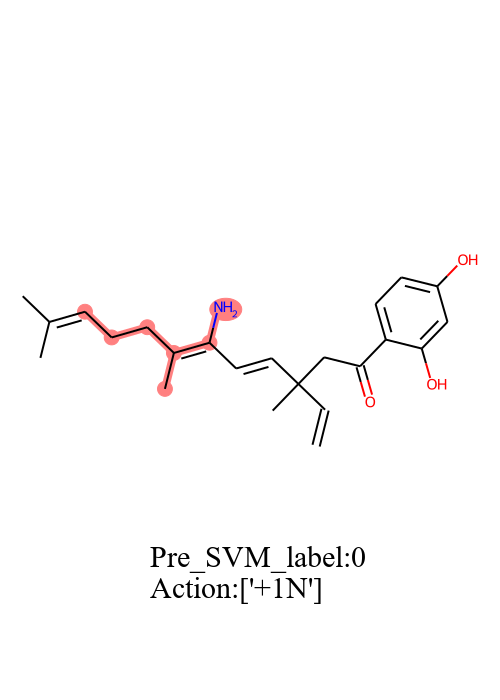 OH
NH2
OH
O
Pre_SVM_label:0
Action:['+1N']